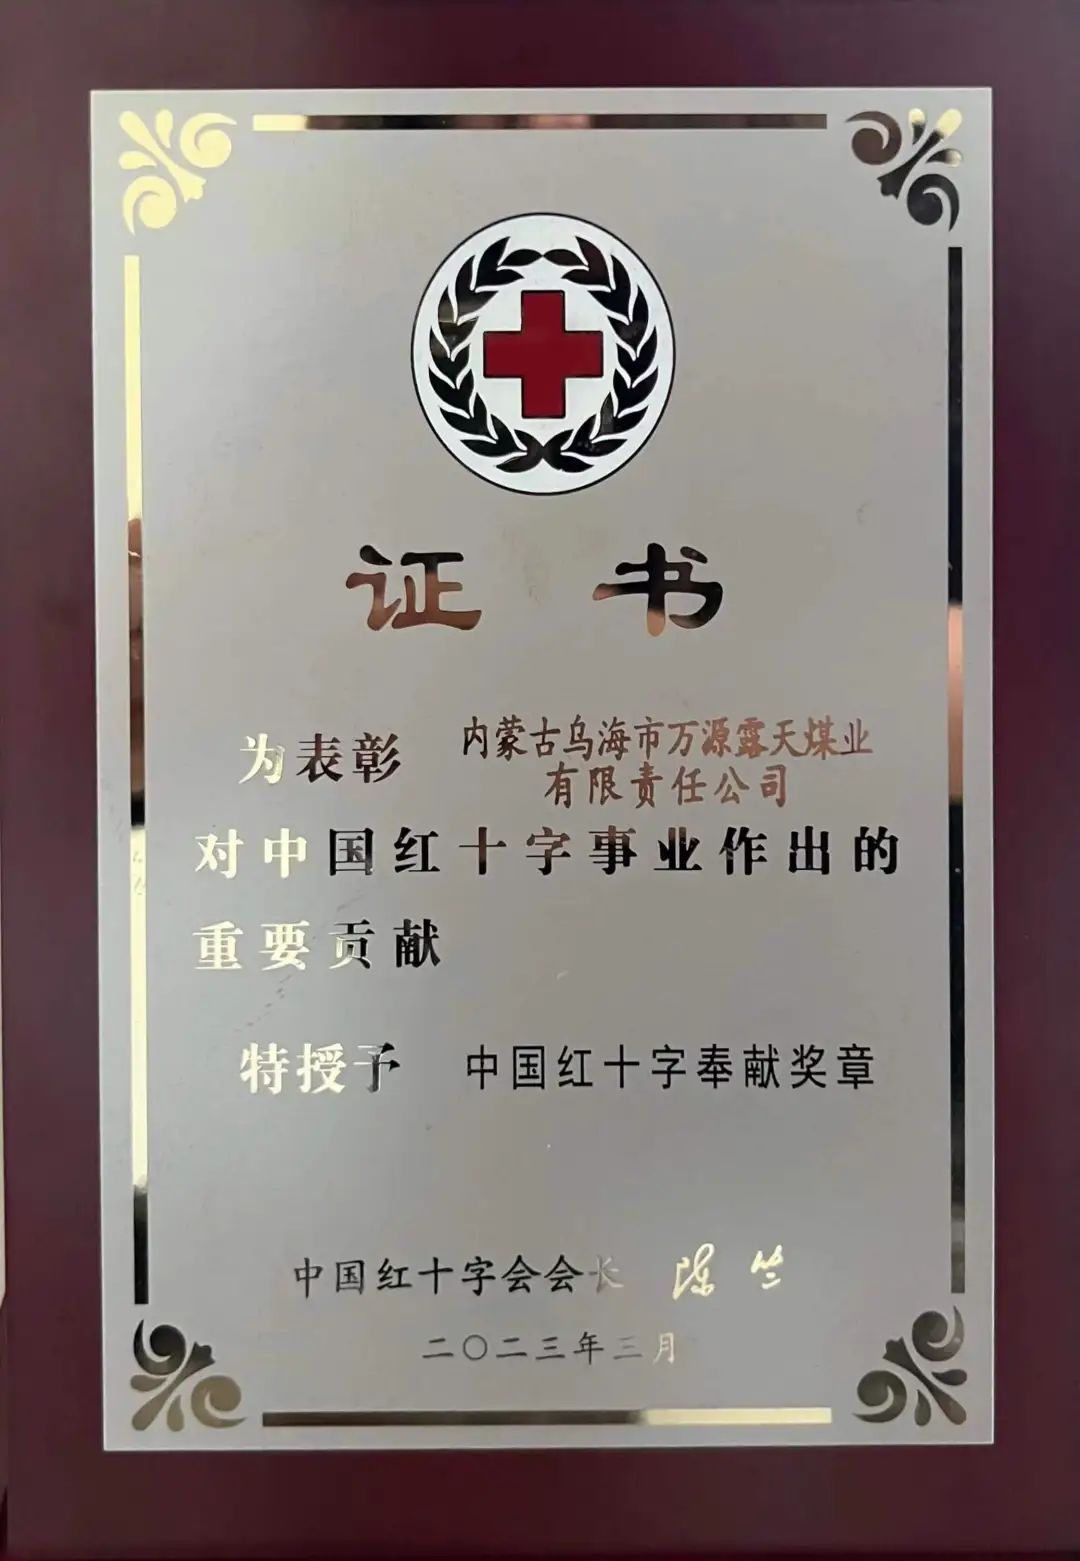 证书
为表彰 内蒙古乌海市万源露天煤业
有限责任公司
对中国红十字事业作出的
重要贡献
特授予 中国红十字奉献奖章
中国红十字会会长 陈竺
二〇二三年三月